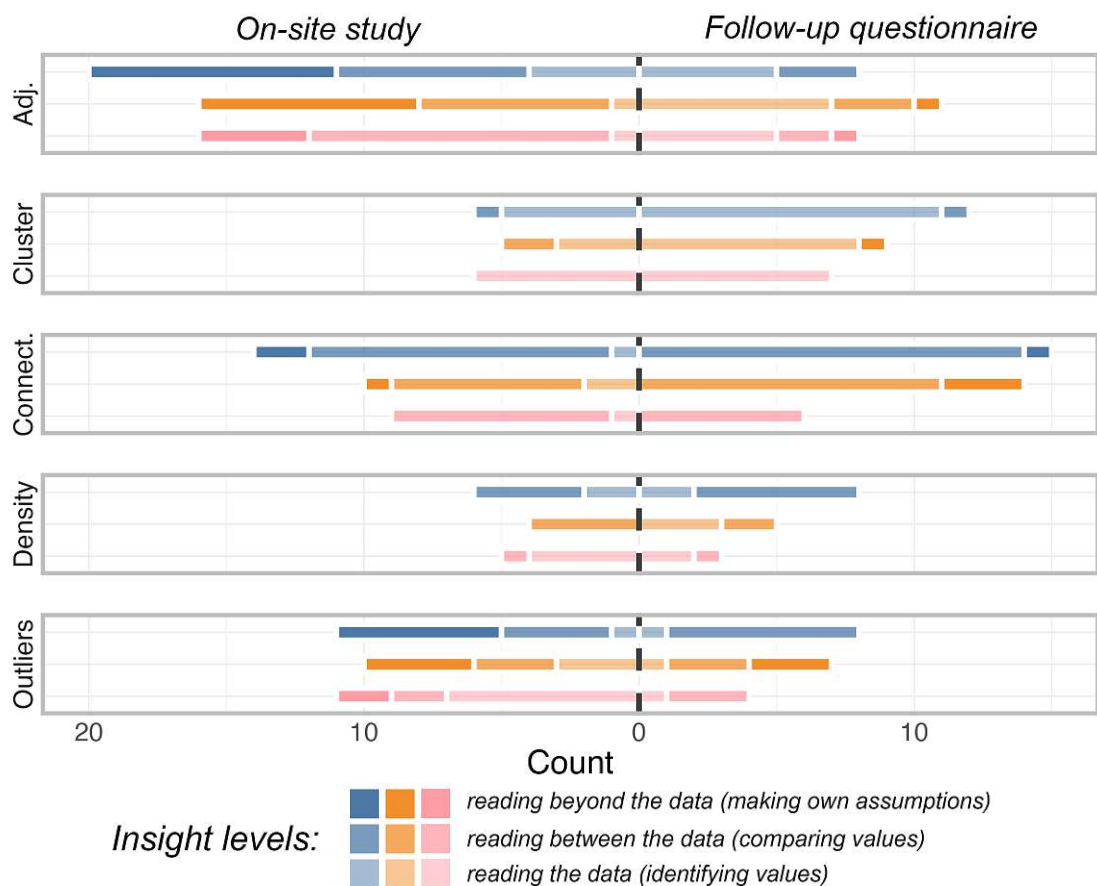 On-site study
Follow-up questionnaire
Adj.
Cluster
Connect.
Density
Outliers
20 10 0 10
Count
Insight levels:
reading beyond the data (making own assumptions)
reading between the data (comparing values)
reading the data (identifying values)